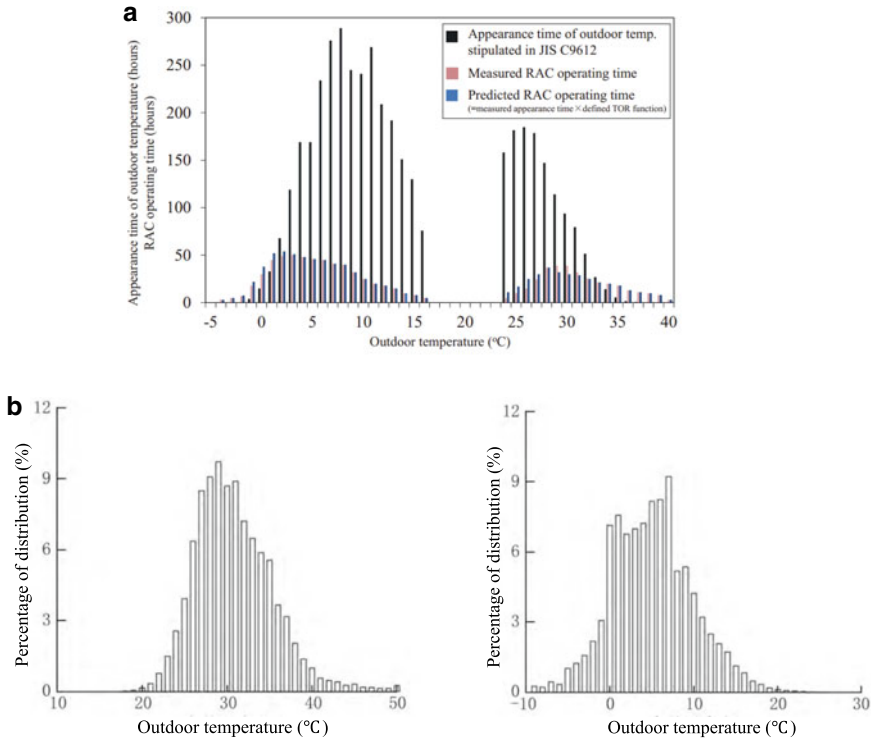 a
Appearance time of outdoor temperature (hours)
RAC operating time (hours)
300
250
200
150
100
50
0
Appearance time of outdoor temp.
stipulated in JIS C9612
Measured RAC operating time
Predicted RAC operating time
(=measured appearance time×defined TOR function)
-5 0 5 10 15 20 25 30 35 40
Outdoor temperature (°C)
b
Percentage of distribution (%)
12
9
6
3
0
10 20 30 40 50
Outdoor temperature (℃)
Percentage of distribution (%)
12
9
6
3
0
-10 0 10 20 30
Outdoor temperature (℃)